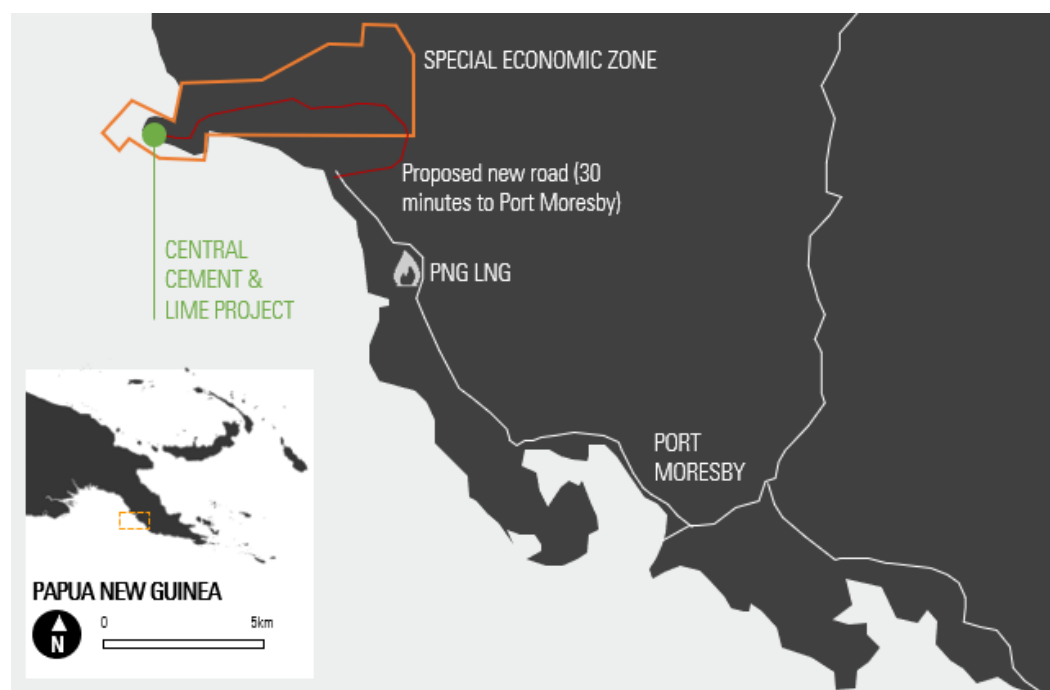 SPECIAL ECONOMIC ZONE
Proposed new road (30
minutes to Port Moresby)
CENTRAL
CEMENT &
LIME PROJECT
PNG LNG
PORT
MORESBY
PAPUA NEW GUINEA
N
0 5km